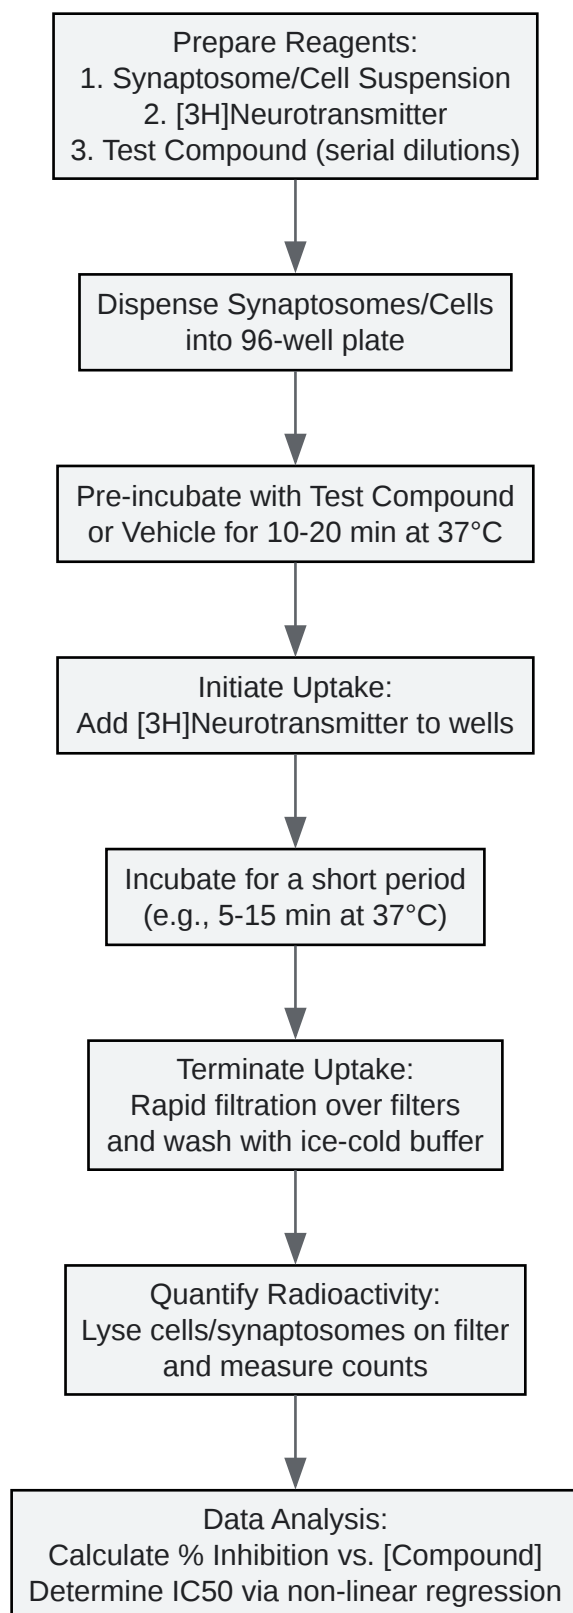 Prepare Reagents:
1. Synaptosome/Cell Suspension
2. [3H]Neurotransmitter
3. Test Compound (serial dilutions)
Dispense Synaptosomes/Cells
into 96-well plate
Pre-incubate with Test Compound
or Vehicle for 10-20 min at 37°C
Initiate Uptake:
Add [3H]Neurotransmitter to wells
Incubate for a short period
(e.g., 5-15 min at 37°C)
Terminate Uptake:
Rapid filtration over filters
and wash with ice-cold buffer
Quantify Radioactivity:
Lyse cells/synaptosomes on filter
and measure counts
Data Analysis:
Calculate % Inhibition vs. [Compound]
Determine IC50 via non-linear regression